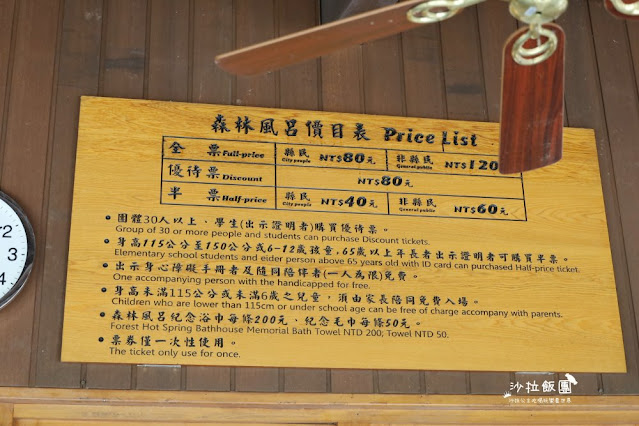 森林風呂價目表 Price List
全 票 Full-price 縣民 City people NT$80元 非縣民 General public NT$120
優待票 Discount NT$80元
半 票 Half-price 縣民 City people NT$40元 非縣民 General public NT$60元
• 團體30人以上、學生(出示證明者)購買優待票。
Group of 30 or more people and students can purchase Discount tickets.
• 身高115公分至150公分或6-12歲孩童,65歲以上年長者出示證明者可購買半票。
Elementary school students and elder person above 65 years old with ID card can purchased Half-price ticket.
• 出示身心障礙手冊者及隨同陪伴者(一人為限)免費。
One accompanying person with the handicapped for free.
• 身高未滿115公分或未滿6歲之兒童,須由家長陪同免費入場。
Children who are lower than 115cm or under school age can be free of charge accompany with parents.
• 森林風呂紀念浴巾每條200元、紀念毛巾每條50元。
Forest Hot Spring Bathhouse Memorial Bath Towel NTD 200; Towel NTD 50.
• 票券僅一次性使用。
The ticket only use for once.
沙拉飯團